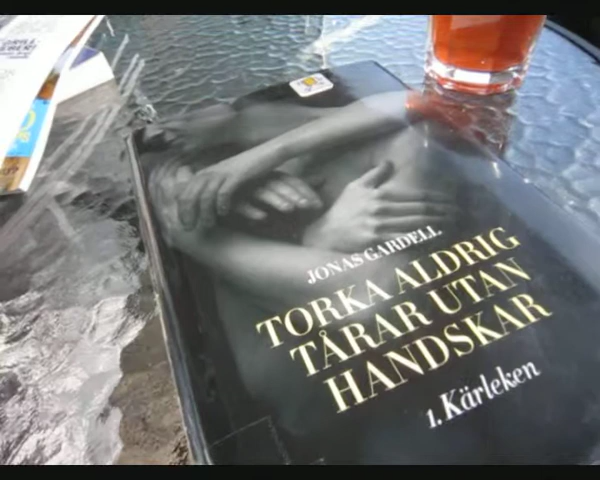 JONAS GARDELL
TORKA ALDRIG
TÅRAR UTAN
HANDSKAR
1. Kärleken